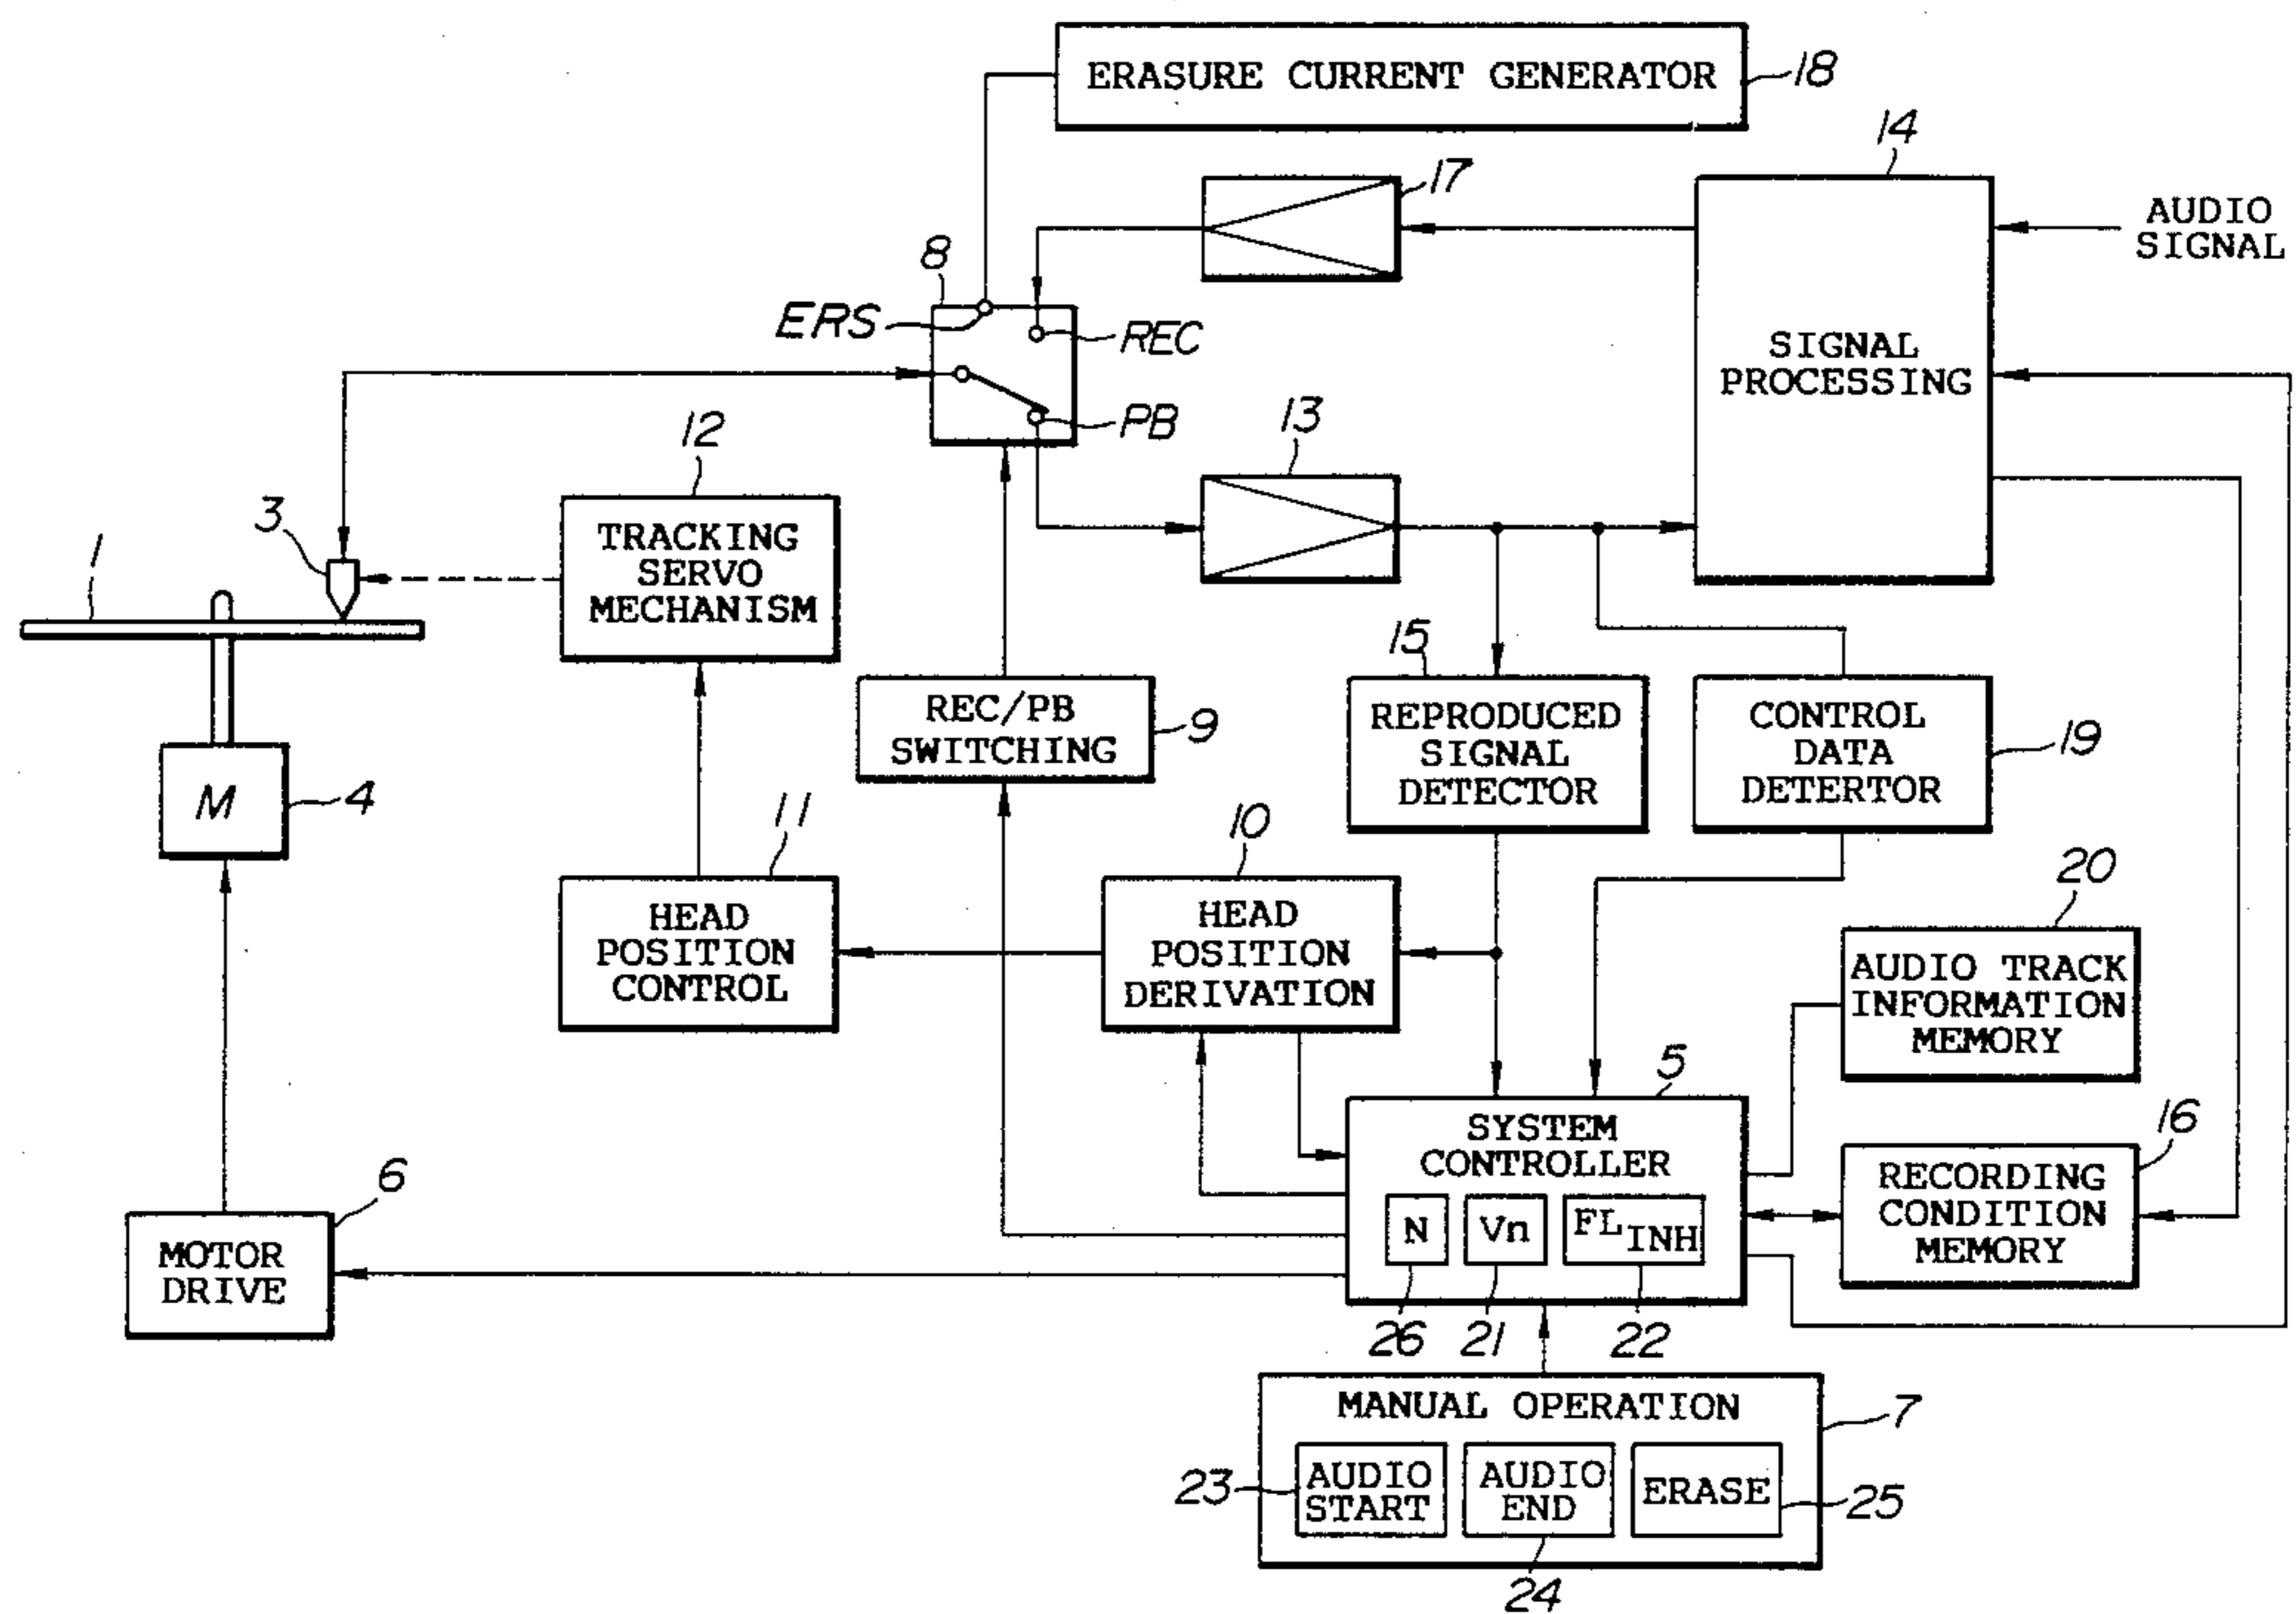 ERASURE CURRENT GENERATOR
18
14
17
AUDIO
SIGNAL
8
ERS
REC
SIGNAL
PROCESSING
PB
13
12
3
TRACKING
SERVO
MECHANISM
1
15
REC/PB
SWITCHING
9
REPRODUCED
SIGNAL
DETECTOR
CONTROL
DATA
DETERTOR
19
M
4
11
10
20
HEAD
POSITION
CONTROL
HEAD
POSITION
DERIVATION
AUDIO TRACK
INFORMATION
MEMORY
5
SYSTEM
CONTROLLER
16
6
RECORDING
CONDITION
MEMORY
N
Vn
FLINH
MOTOR
DRIVE
26
21
22
MANUAL OPERATION
7
23
AUDIO
START
AUDIO
END
ERASE
25
24